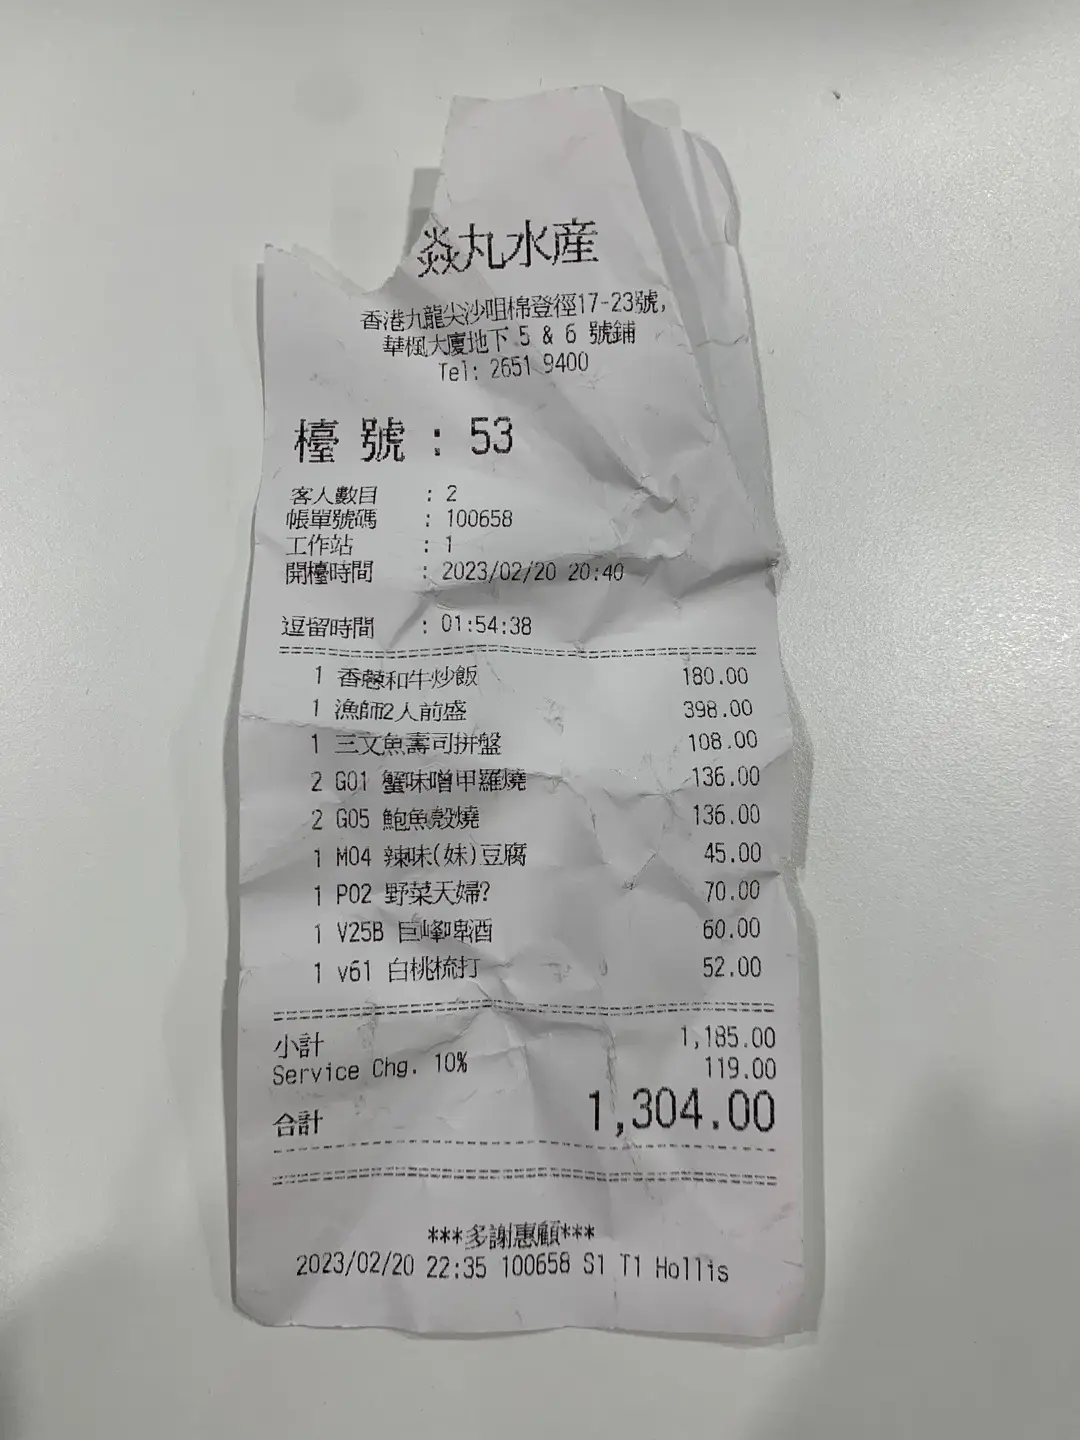 焱丸水産
香港九龍尖沙咀棉登徑17-23號,
華楓大廈地下 5 & 6 號鋪
Tel: 2651 9400
檯 號 : 53
客人數目 : 2
帳單號碼 : 100658
工作站 : 1
開檯時間 : 2023/02/20 20:40
逗留時間 : 01:54:38
1 香蔥和牛炒飯 180.00
1 漁師2人前盛 398.00
1 三文魚壽司拼盤 108.00
2 G01 蟹味噌甲羅燒 136.00
2 G05 鮑魚殼燒 136.00
1 M04 辣味(妹)豆腐 45.00
1 P02 野菜天婦? 70.00
1 V25B 巨峰啤酒 60.00
1 v61 白桃梳打 52.00
小計 1,185.00
Service Chg. 10% 119.00
合計 1,304.00
***多謝惠顧***
2023/02/20 22:35 100658 S1 T1 Hollis